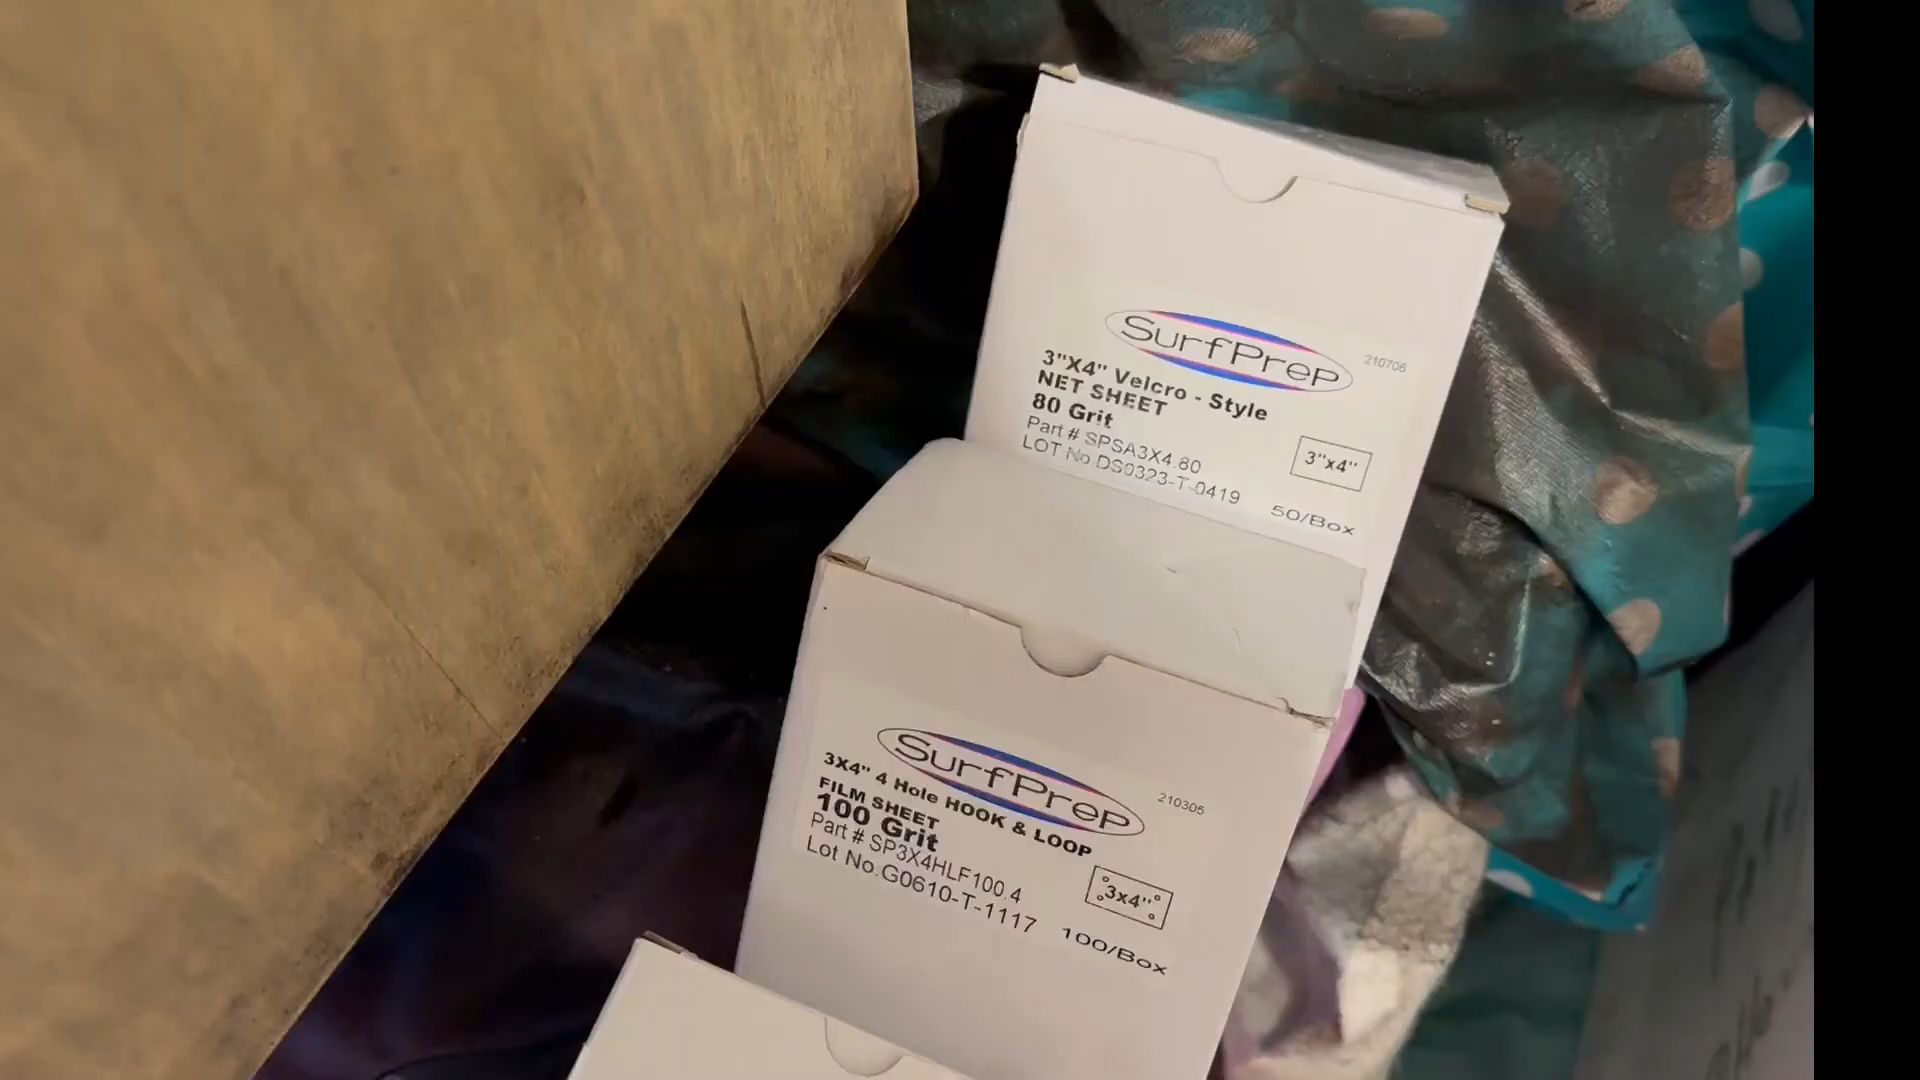 SurfPrep
210706
3"X4" Velcro - Style
NET SHEET
80 Grit
Part # SPSA3X4.80
LOT No.DS0323-T-0419
3"x4"
50/Box
SurfPrep
210305
3X4" 4 Hole HOOK & LOOP
FILM SHEET
100 Grit
Part # SP3X4HLF100.4
Lot No.G0610-T-1117
3x4"
100/Box